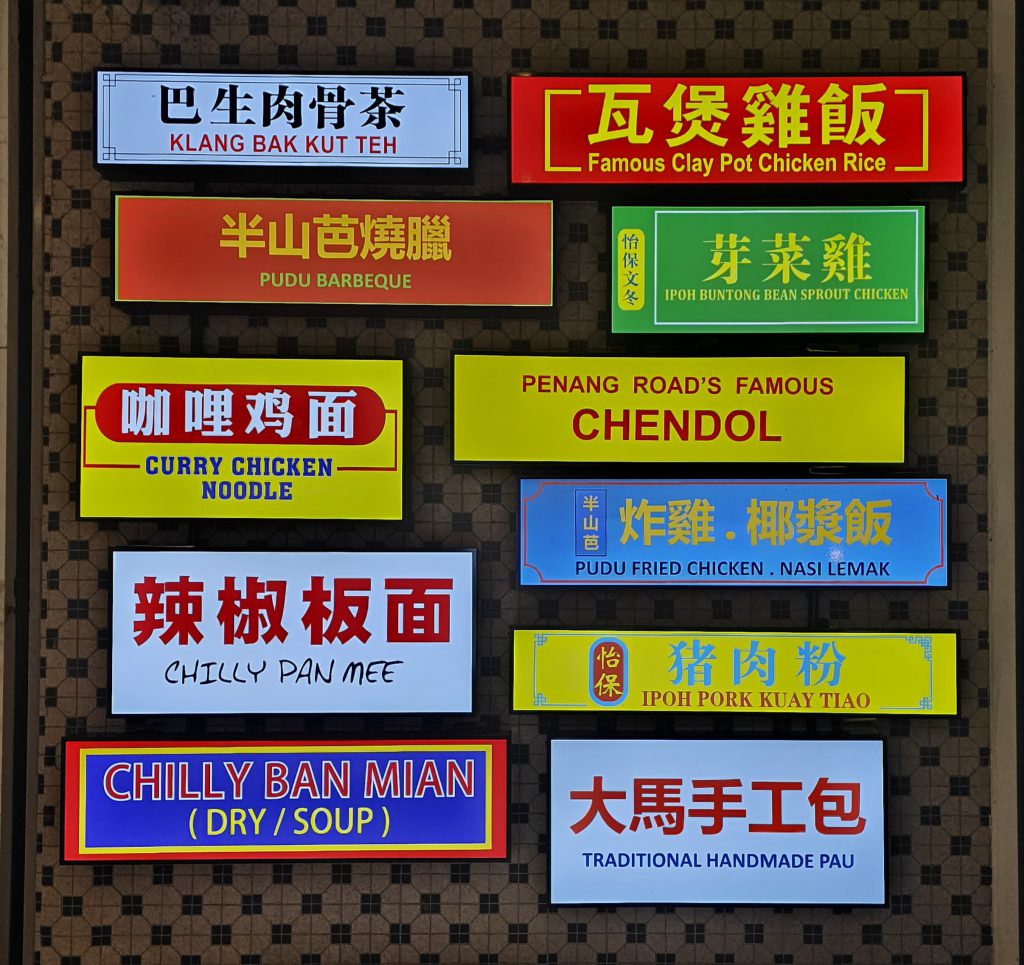 巴生肉骨茶
KLANG BAK KUT TEH
瓦煲雞飯
Famous Clay Pot Chicken Rice
半山芭燒臘
PUDU BARBEQUE
怡保文冬
芽菜雞
IPOH BUNTONG BEAN SPROUT CHICKEN
咖哩鸡面
CURRY CHICKEN
NOODLE
PENANG ROAD'S FAMOUS
CHENDOL
半山芭
炸雞.椰漿飯
PUDU FRIED CHICKEN . NASI LEMAK
辣椒板面
CHILLY PAN MEE
怡保
猪肉粉
IPOH PORK KUAY TIAO
CHILLY BAN MIAN
( DRY / SOUP )
大馬手工包
TRADITIONAL HANDMADE PAU